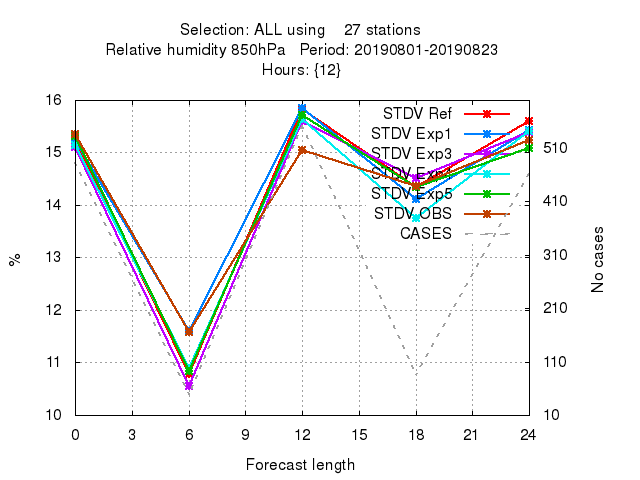 Selection: ALL using 27 stations
Relative humidity 850hPa Period: 20190801-20190823
Hours: {12}
STDV Ref
STDV Exp1
STDV Exp3
STDV Exp4
STDV Exp5
STDV OBS
CASES
16
15
14
13
12
11
10
%
510
410
310
210
110
10
No cases
0 3 6 9 12 15 18 21 24
Forecast length